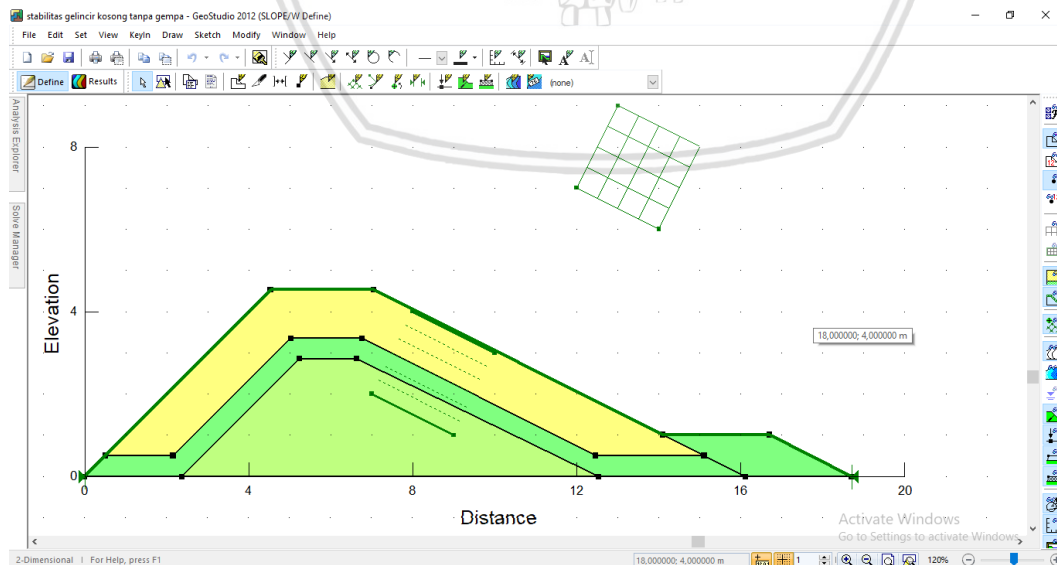 stabilitas gelincir kosong tanpa gempa - GeoStudio 2012 (SLOPE/W Define)
File Edit Set View KeyIn Draw Sketch Modify Window Help
Define Results (none)
Analysis Explorer
Solve Manager
8
4
0
Elevation
18,000000; 4,000000 m
0 4 8 12 16 20
Distance
Activate Windows
Go to Settings to activate Windows.
2-Dimensional | For Help, press F1 18,000000; 4,000000 m 1 120%